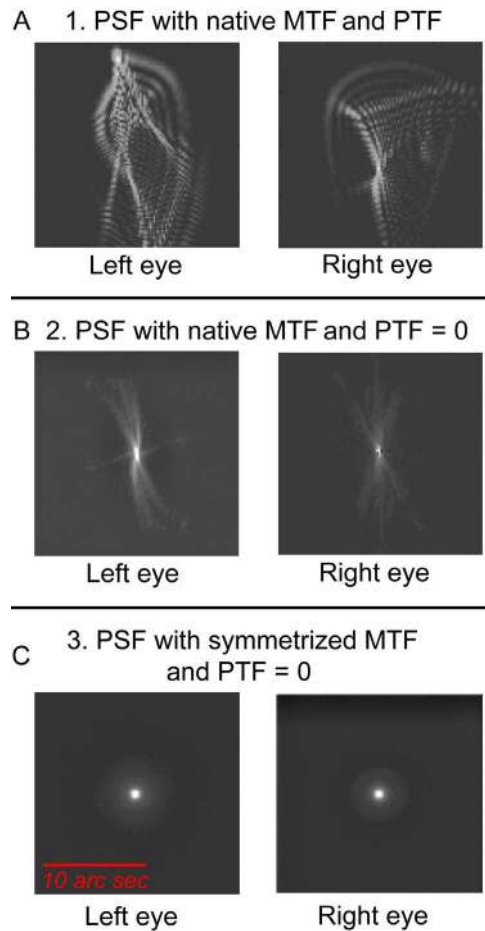 A 1. PSF with native MTF and PTF
Left eye Right eye
B 2. PSF with native MTF and PTF = 0
Left eye Right eye
C 3. PSF with symmetrized MTF
and PTF = 0
10 arc sec
Left eye Right eye